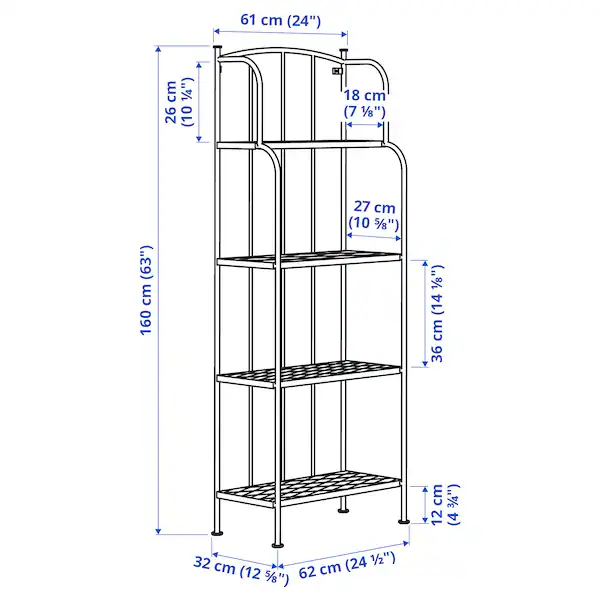 61 cm (24")
26 cm
(10 ¼")
18 cm
(7 ⅛")
27 cm
(10 ⅝")
160 cm (63")
36 cm (14 ⅛")
12 cm
(4 ¾")
32 cm (12 ⅝")
62 cm (24 ½")